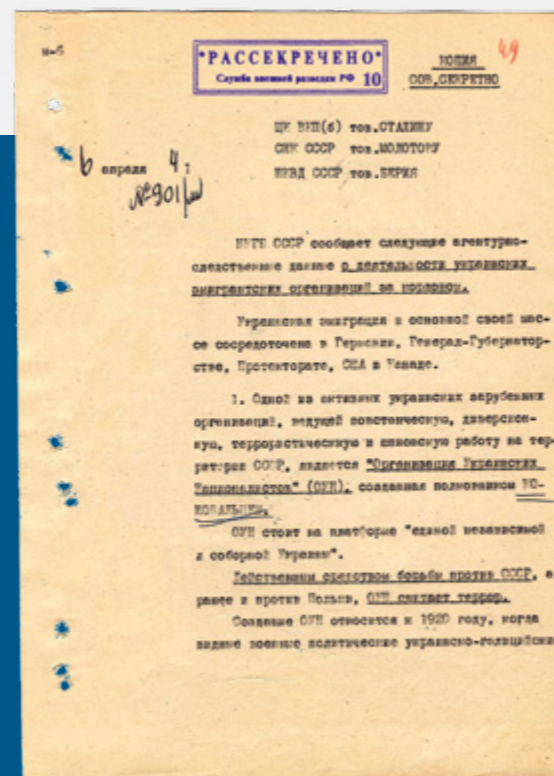 н-6
"РАССЕКРЕЧЕНО"
Служба внешней разведки РФ 10
КОПИЯ
49
СОВ.СЕКРЕТНО
ЦК ВКП(б) тов.СТАЛИНУ
СНК СССР тов.МОЛОТОВУ
НКВД СССР тов.БЕРИЯ
6 апреля 4 1
№901/м
НКГБ СССР сообщает следующие агентурно-
следственные данные о деятельности украинских
эмигрантских организаций за кордоном.
Украинская эмиграция в основной своей мас-
се сосредоточена в Германии, Генерал-Губернатор-
стве, Протекторате, США и Канаде.
1. Одной из активных украинских зарубежных
организаций, ведущей повстанческую, диверсион-
ную, террористическую и шпионскую работу на тер-
ритории СССР, является "Организация Украинских
Националистов" (ОУН), созданная полковником КО-
НОВАЛЬЦЕМ.
ОУН стоит на платформе "единой независимой
и соборной Украины".
Действенным средством борьбы против СССР, а
ранее и против Польши, ОУН считает террор.
Создание ОУН относится к 1920 году, когда
видные военные политические украинско-галицийские